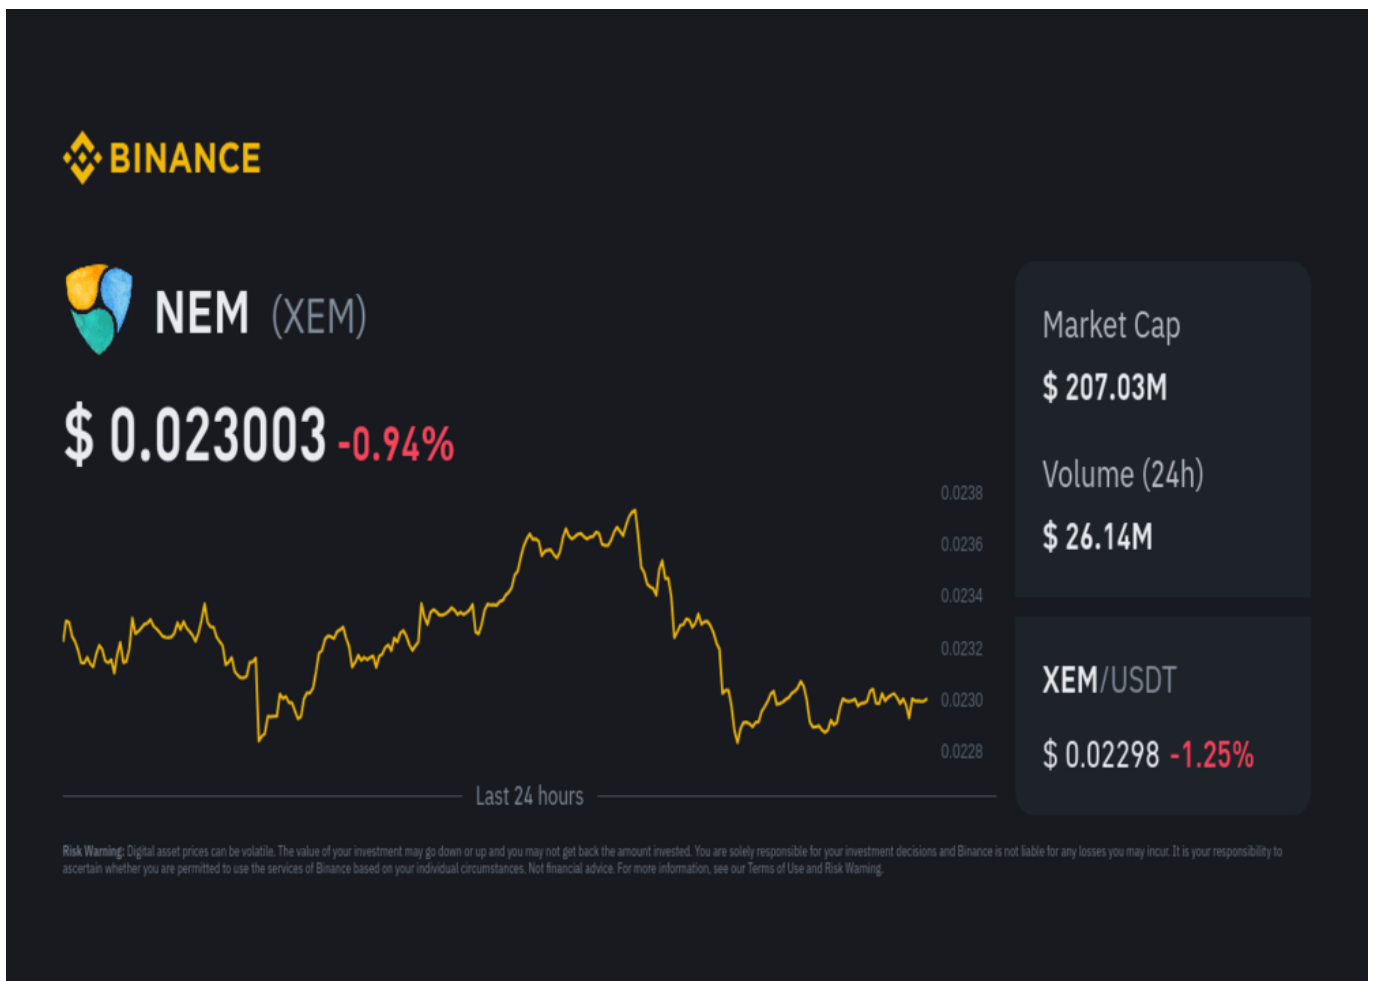 BINANCE
NEM (XEM)
$ 0.023003 -0.94%
0.0238
0.0236
0.0234
0.0232
0.0230
0.0228
Last 24 hours
Market Cap
$ 207.03M
Volume (24h)
$ 26.14M
XEM/USDT
$ 0.02298 -1.25%
Risk Warning: Digital asset prices can be volatile. The value of your investment may go down or up and you may not get back the amount invested. You are solely responsible for your investment decisions and Binance is not liable for any losses you may incur. It is your responsibility to
ascertain whether you are permitted to use the services of Binance based on your individual circumstances. Not financial advice. For more information, see our Terms of Use and Risk Warning.